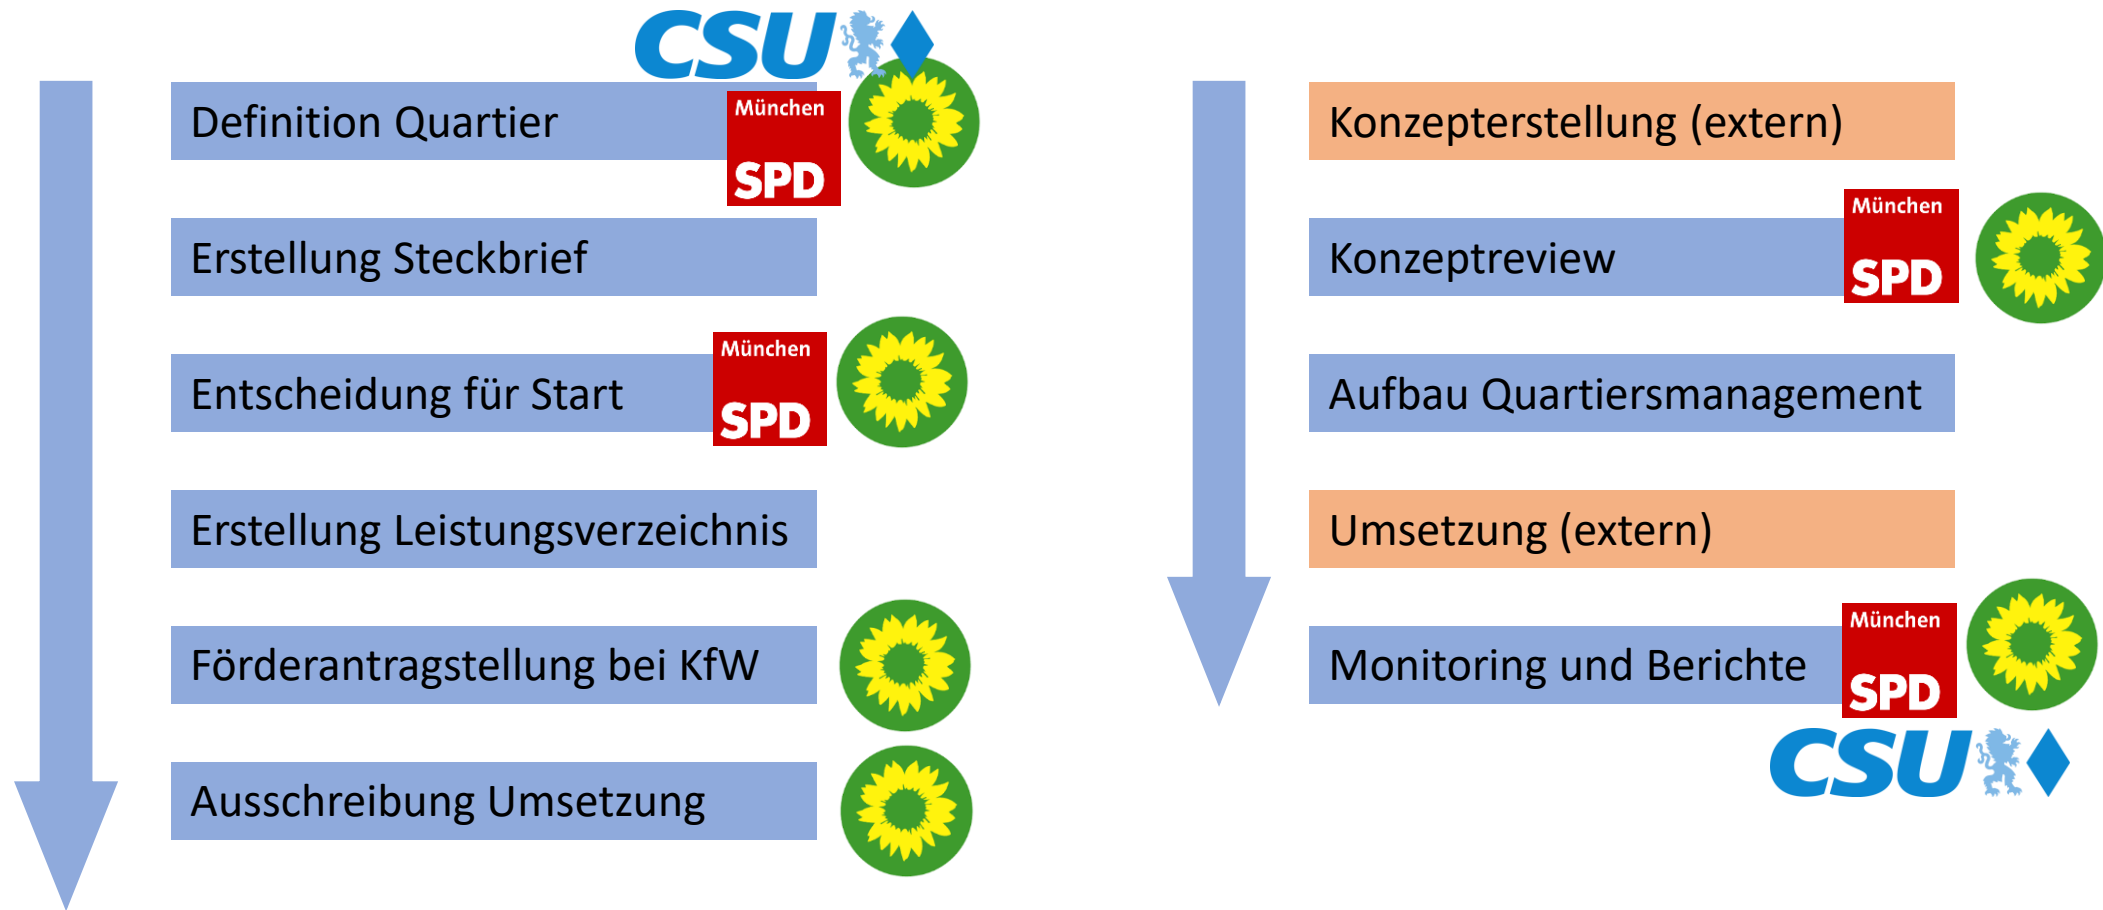 CSU
Definition Quartier
München
SPD
Erstellung Steckbrief
Entscheidung für Start
München
SPD
Erstellung Leistungsverzeichnis
Förderantragstellung bei KfW
Ausschreibung Umsetzung
Konzepterstellung (extern)
Konzeptreview
München
SPD
Aufbau Quartiersmanagement
Umsetzung (extern)
Monitoring und Berichte
München
SPD
CSU